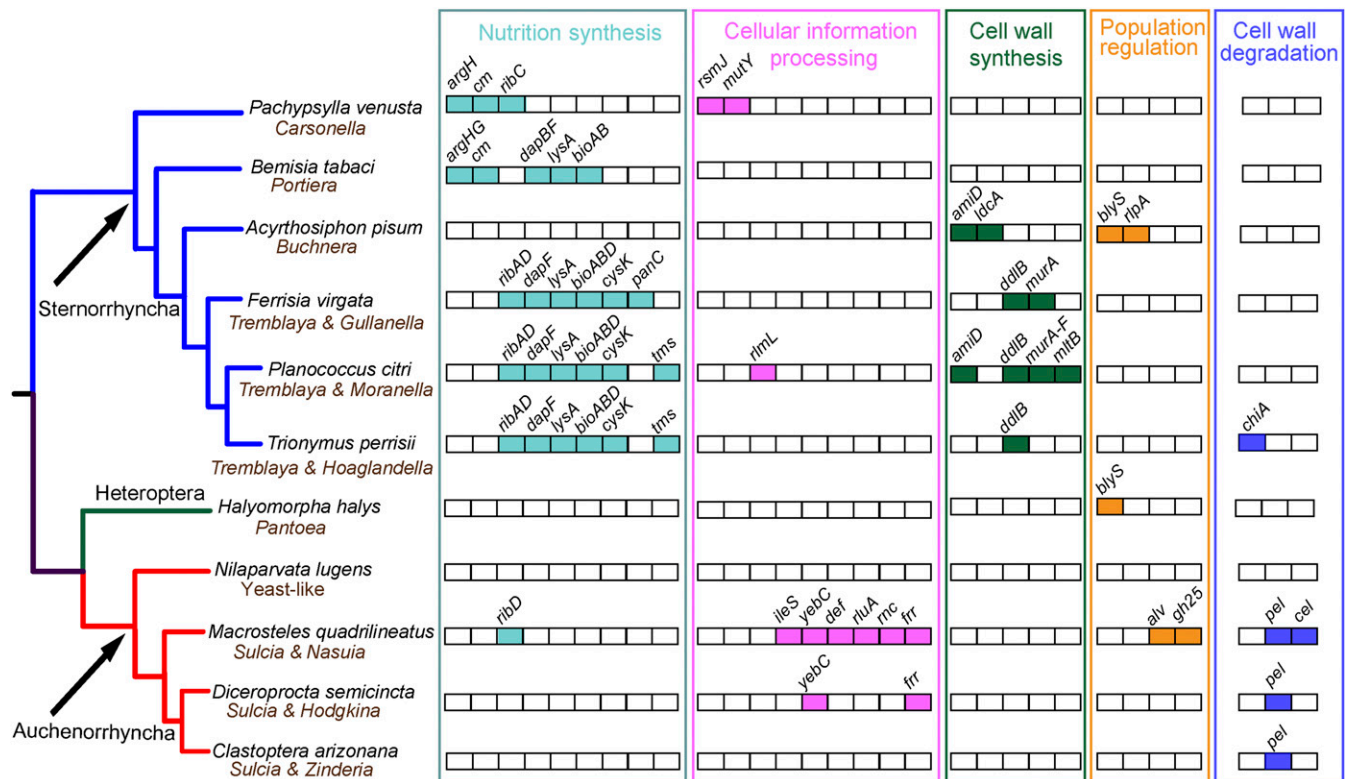 Nutrition synthesis
Cellular information
processing
Cell wall
synthesis
Population
regulation
Cell wall
degradation
argH cm ribC
rsmJ mutY
Pachypsylla venusta
Carsonella
argHG cm dapBF lysA bioAB
Bemisia tabaci
Portiera
amiD ldcA
blyS rlpA
Acyrthosiphon pisum
Buchnera
ribAD dapF lysA bioABD cysK panC
ddlB murA
Ferrisia virgata
Tremblaya & Gullanella
Sternorrhyncha
ribAD dapF lysA bioABD cysK tms
rlmL
amiD ddlB murA-F mltB
Planococcus citri
Tremblaya & Moranella
ribAD dapF lysA bioABD cysK tms
ddlB
chiA
Trionymus perrisii
Tremblaya & Hoaglandella
Heteroptera
blyS
Halyomorpha halys
Pantoea
Nilaparvata lugens
Yeast-like
ribD
ileS yebC def rluA rnc frr
alv gh25
pel cel
Macrosteles quadrilineatus
Sulcia & Nasuia
yebC frr
pel
Diceroprocta semicincta
Sulcia & Hodgkina
Auchenorrhyncha
pel
Clastoptera arizonana
Sulcia & Zinderia